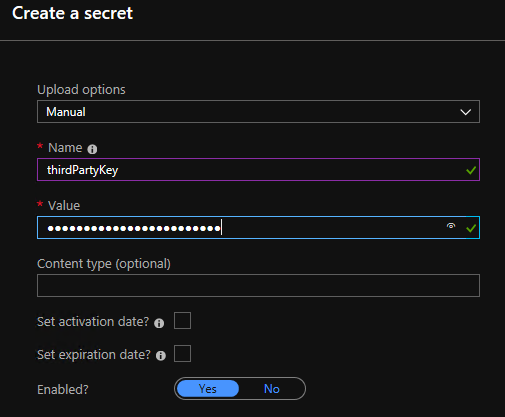 Create a secret
Upload options
Manual
* Name
thirdPartyKey
* Value
••••••••••••••••••••••••
Content type (optional)
Set activation date?
Set expiration date?
Enabled? Yes No